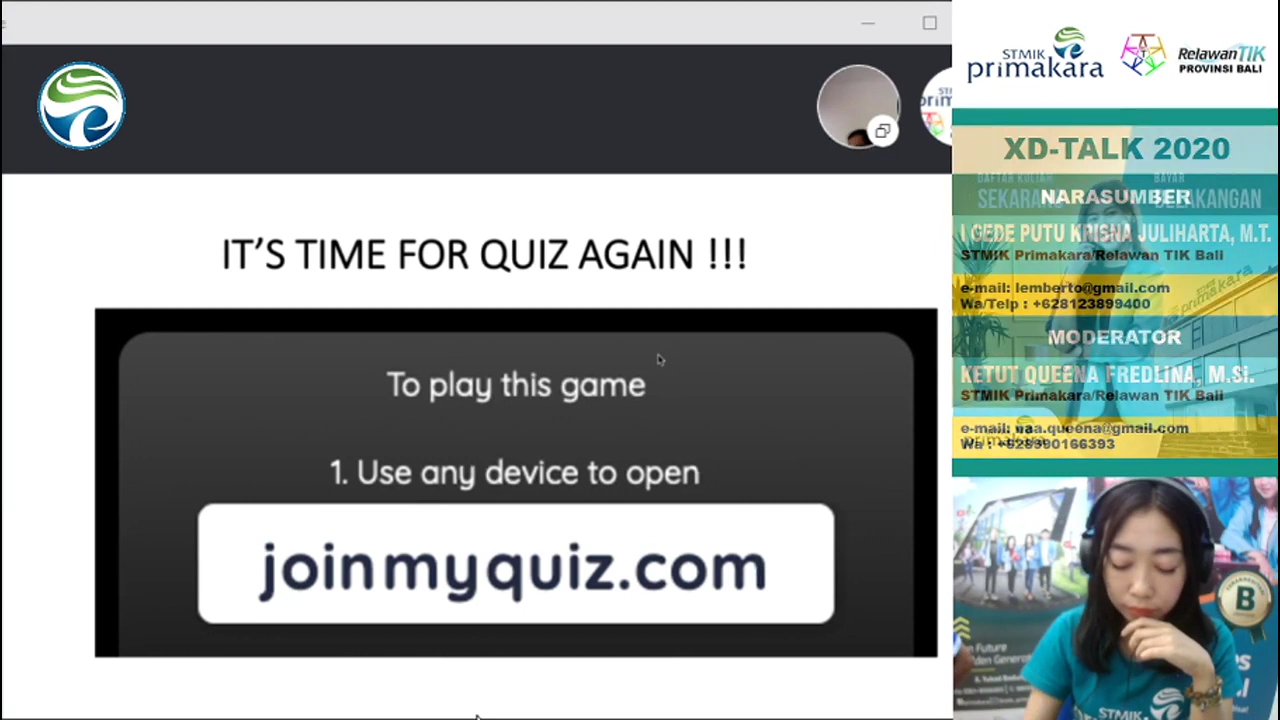 IT'S TIME FOR QUIZ AGAIN !!!
To play this game
1. Use any device to open
joinmyquiz.com
STMIK
primakara
RelawanTIK
PROVINSI BALI
XD-TALK 2020
NARASUMBER
I GEDE PUTU KRISNA JULIHARTA, M.T.
STMIK Primakara/Relawan TIK Bali
e-mail: lemberto@gmail.com
Wa/Telp : +628123899400
MODERATOR
KETUT QUEENA FREDLINA, M.Si.
STMIK Primakara/Relawan TIK Bali
e-mail: naa.queena@gmail.com
Wa : +628990166393
B
STMIK